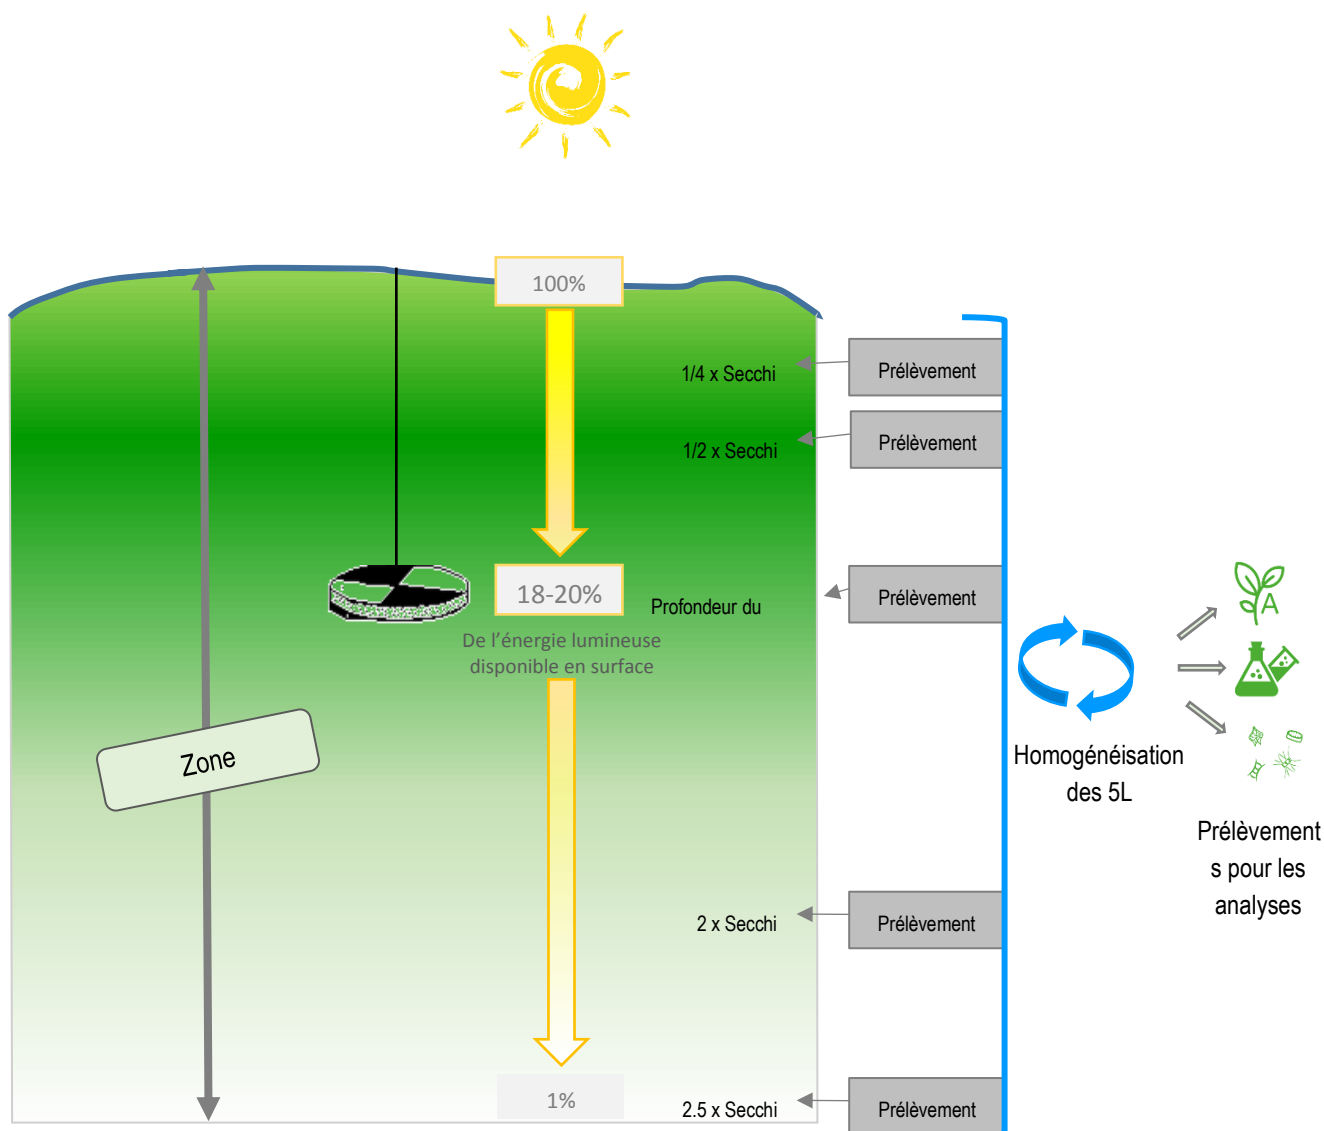 100%
1/4 x Secchi
Prélèvement
1/2 x Secchi
Prélèvement
18-20%
Profondeur du
Prélèvement
De l’énergie lumineuse
disponible en surface
A
Zone
Homogénéisation
des 5L
Prélèvement
s pour les
analyses
2 x Secchi
Prélèvement
1%
2.5 x Secchi
Prélèvement